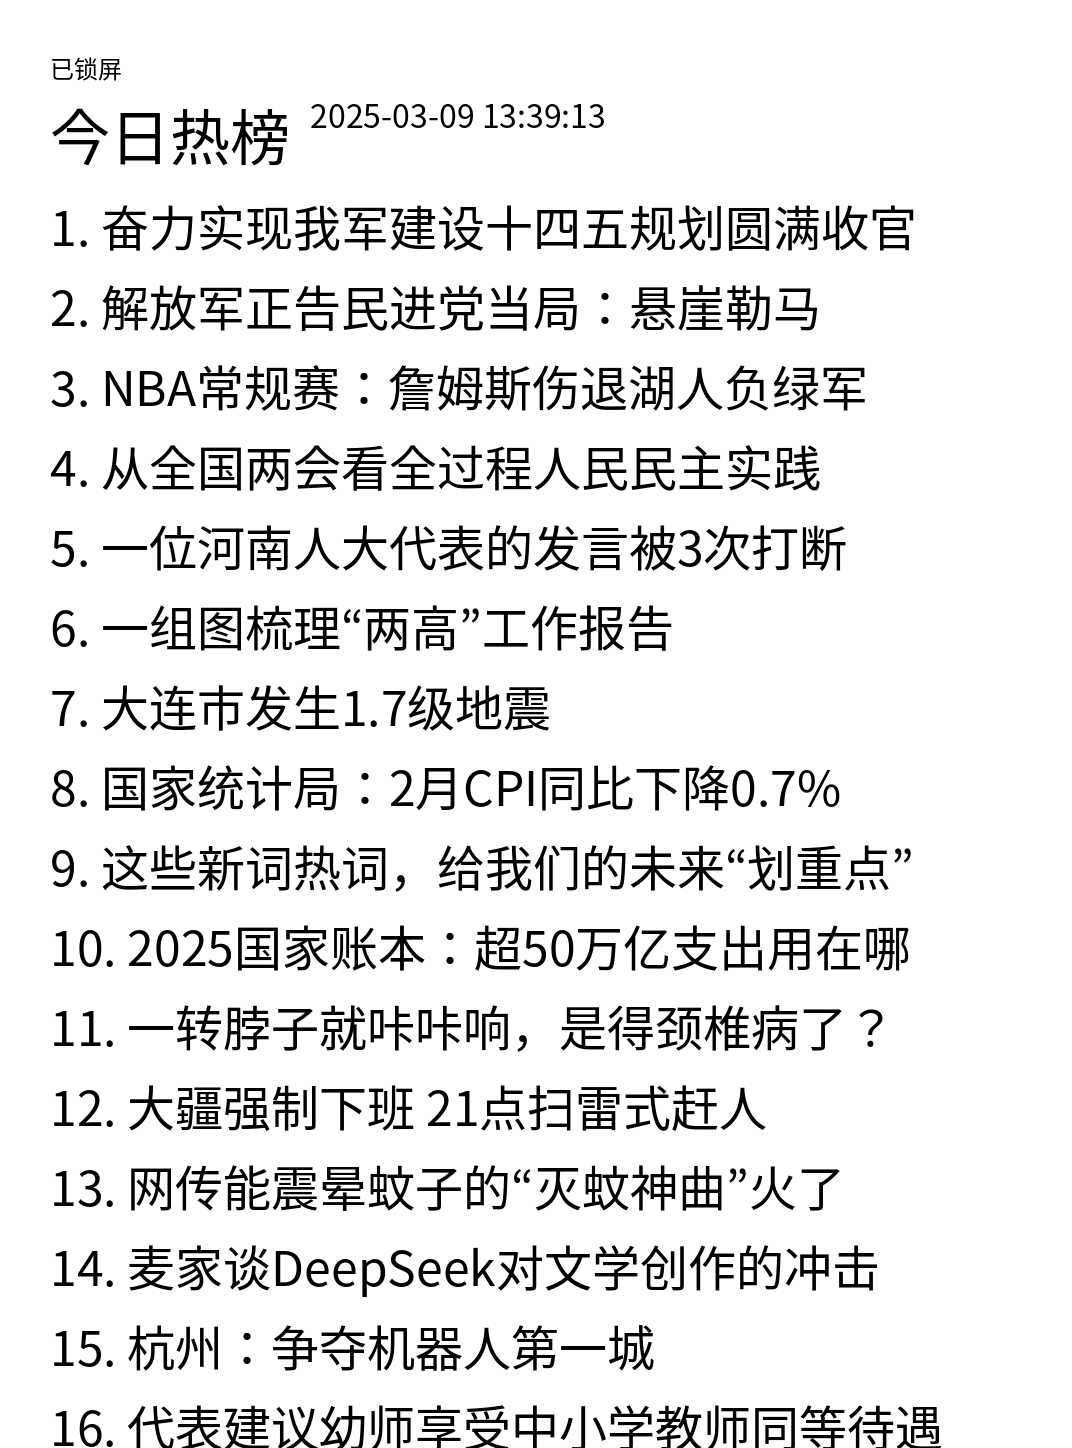 已锁屏
今日热榜 2025-03-09 13:39:13
1. 奋力实现我军建设十四五规划圆满收官
2. 解放军正告民进党当局：悬崖勒马
3. NBA常规赛：詹姆斯伤退湖人负绿军
4. 从全国两会看全过程人民民主实践
5. 一位河南人大代表的发言被3次打断
6. 一组图梳理“两高”工作报告
7. 大连市发生1.7级地震
8. 国家统计局：2月CPI同比下降0.7%
9. 这些新词热词，给我们的未来“划重点”
10. 2025国家账本：超50万亿支出用在哪
11. 一转脖子就咔咔响，是得颈椎病了？
12. 大疆强制下班 21点扫雷式赶人
13. 网传能震晕蚊子的“灭蚊神曲”火了
14. 麦家谈DeepSeek对文学创作的冲击
15. 杭州：争夺机器人第一城
16. 代表建议幼师享受中小学教师同等待遇